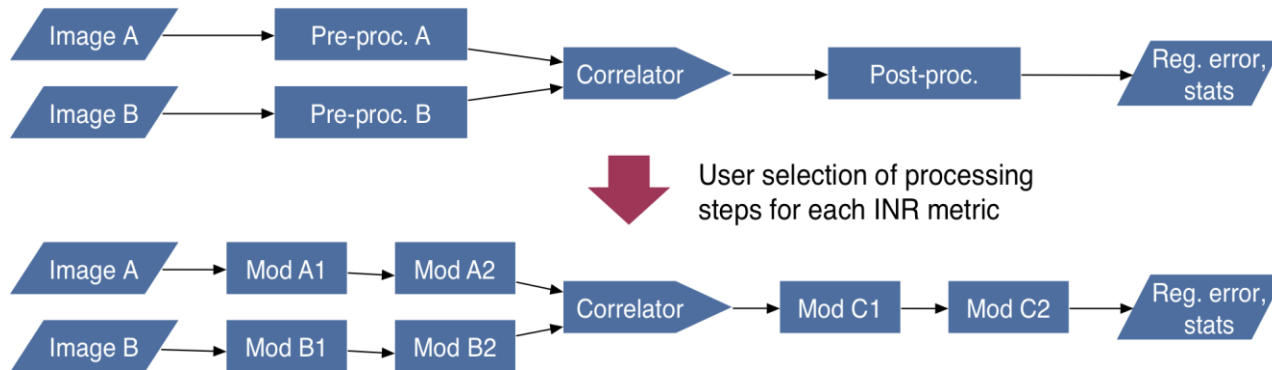 Image A
Pre-proc. A
Image B
Pre-proc. B
Correlator
Post-proc.
Reg. error,
stats
User selection of processing
steps for each INR metric
Image A
Mod A1
Mod A2
Image B
Mod B1
Mod B2
Correlator
Mod C1
Mod C2
Reg. error,
stats